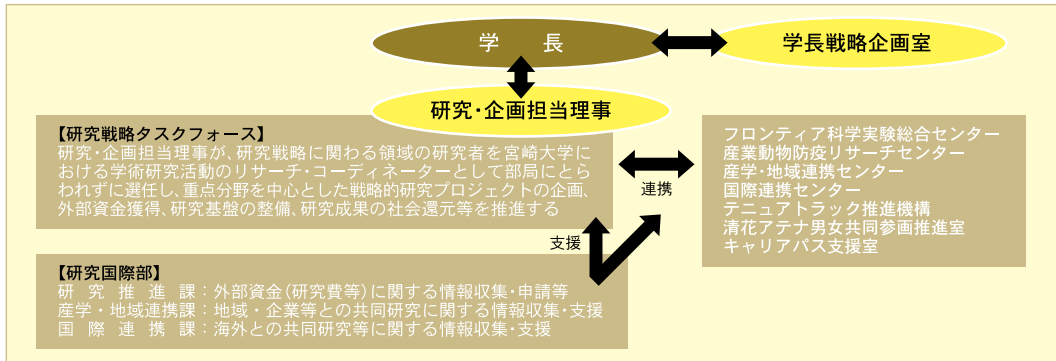 学　長
学長戦略企画室
研究・企画担当理事
【研究戦略タスクフォース】
研究・企画担当理事が、研究戦略に関わる領域の研究者を宮崎大学に
おける学術研究活動のリサーチ・コーディネーターとして部局にとら
われずに選任し、重点分野を中心とした戦略的研究プロジェクトの企画、
外部資金獲得、研究基盤の整備、研究成果の社会還元等を推進する
連携
フロンティア科学実験総合センター
産業動物防疫リサーチセンター
産学・地域連携センター
国際連携センター
テニュアトラック推進機構
清花アテナ男女共同参画推進室
キャリアパス支援室
支援
【研究国際部】
研究推進課：外部資金(研究費等)に関する情報収集・申請等
産学・地域連携課：地域・企業等との共同研究に関する情報収集・支援
国際連携課：海外との共同研究等に関する情報収集・支援